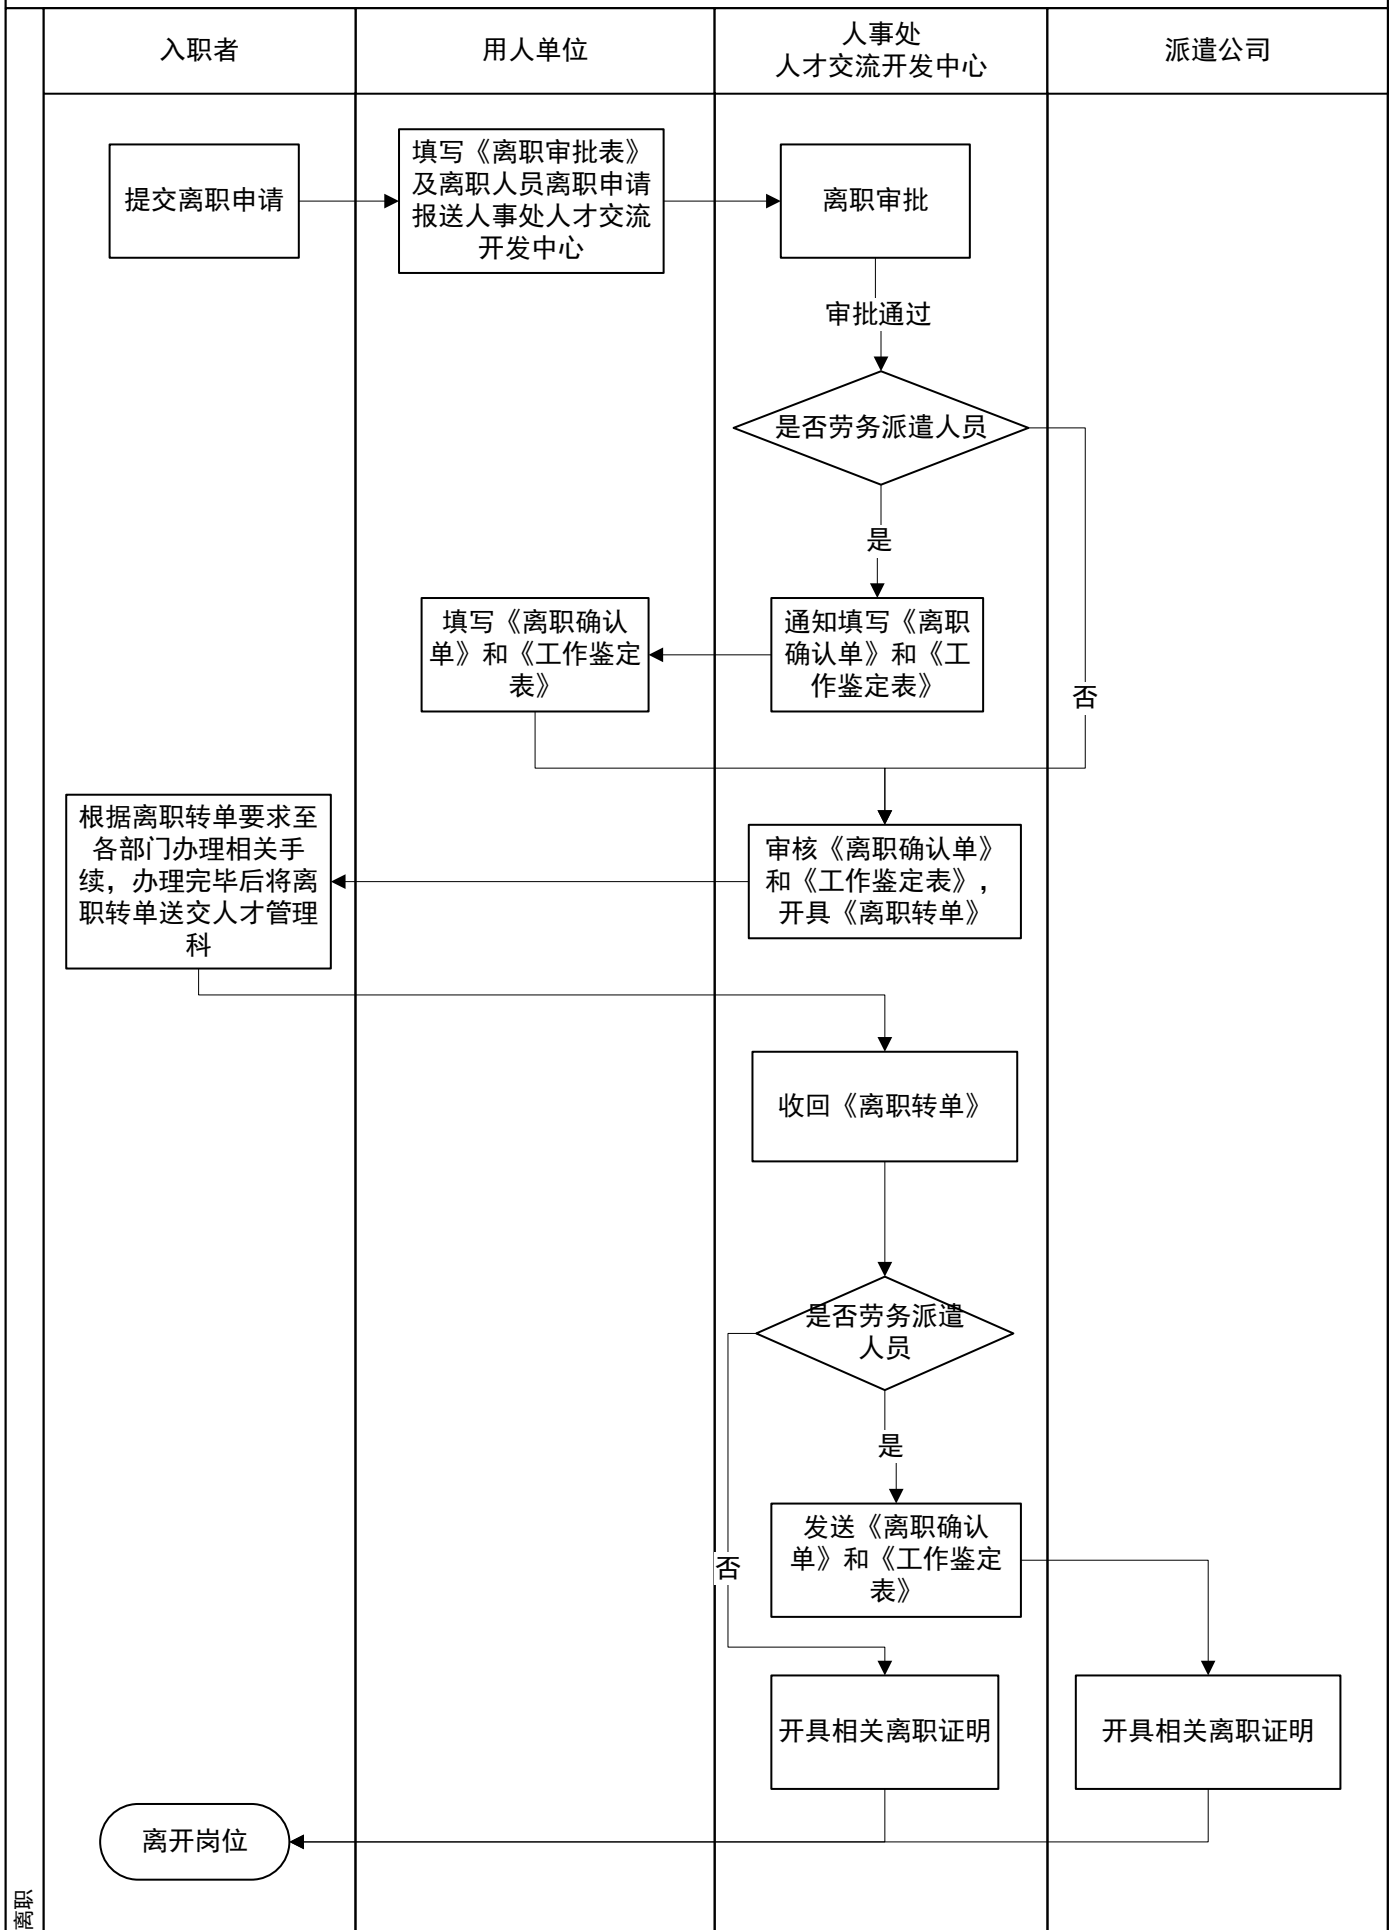 入职者
用人单位
人事处
人才交流开发中心
派遣公司
提交离职申请
填写《离职审批表》
及离职人员离职申请
报送人事处人才交流
开发中心
离职审批
审批通过
是否劳务派遣人员
是
填写《离职确认
单》和《工作鉴定
表》
通知填写《离职
确认单》和《工
作鉴定表》
否
根据离职转单要求至
各部门办理相关手
续，办理完毕后将离
职转单送交人才管理
科
审核《离职确认单》
和《工作鉴定表》，
开具《离职转单》
收回《离职转单》
是否劳务派遣
人员
是
发送《离职确认
单》和《工作鉴定
表》
否
开具相关离职证明
开具相关离职证明
离开岗位
离职